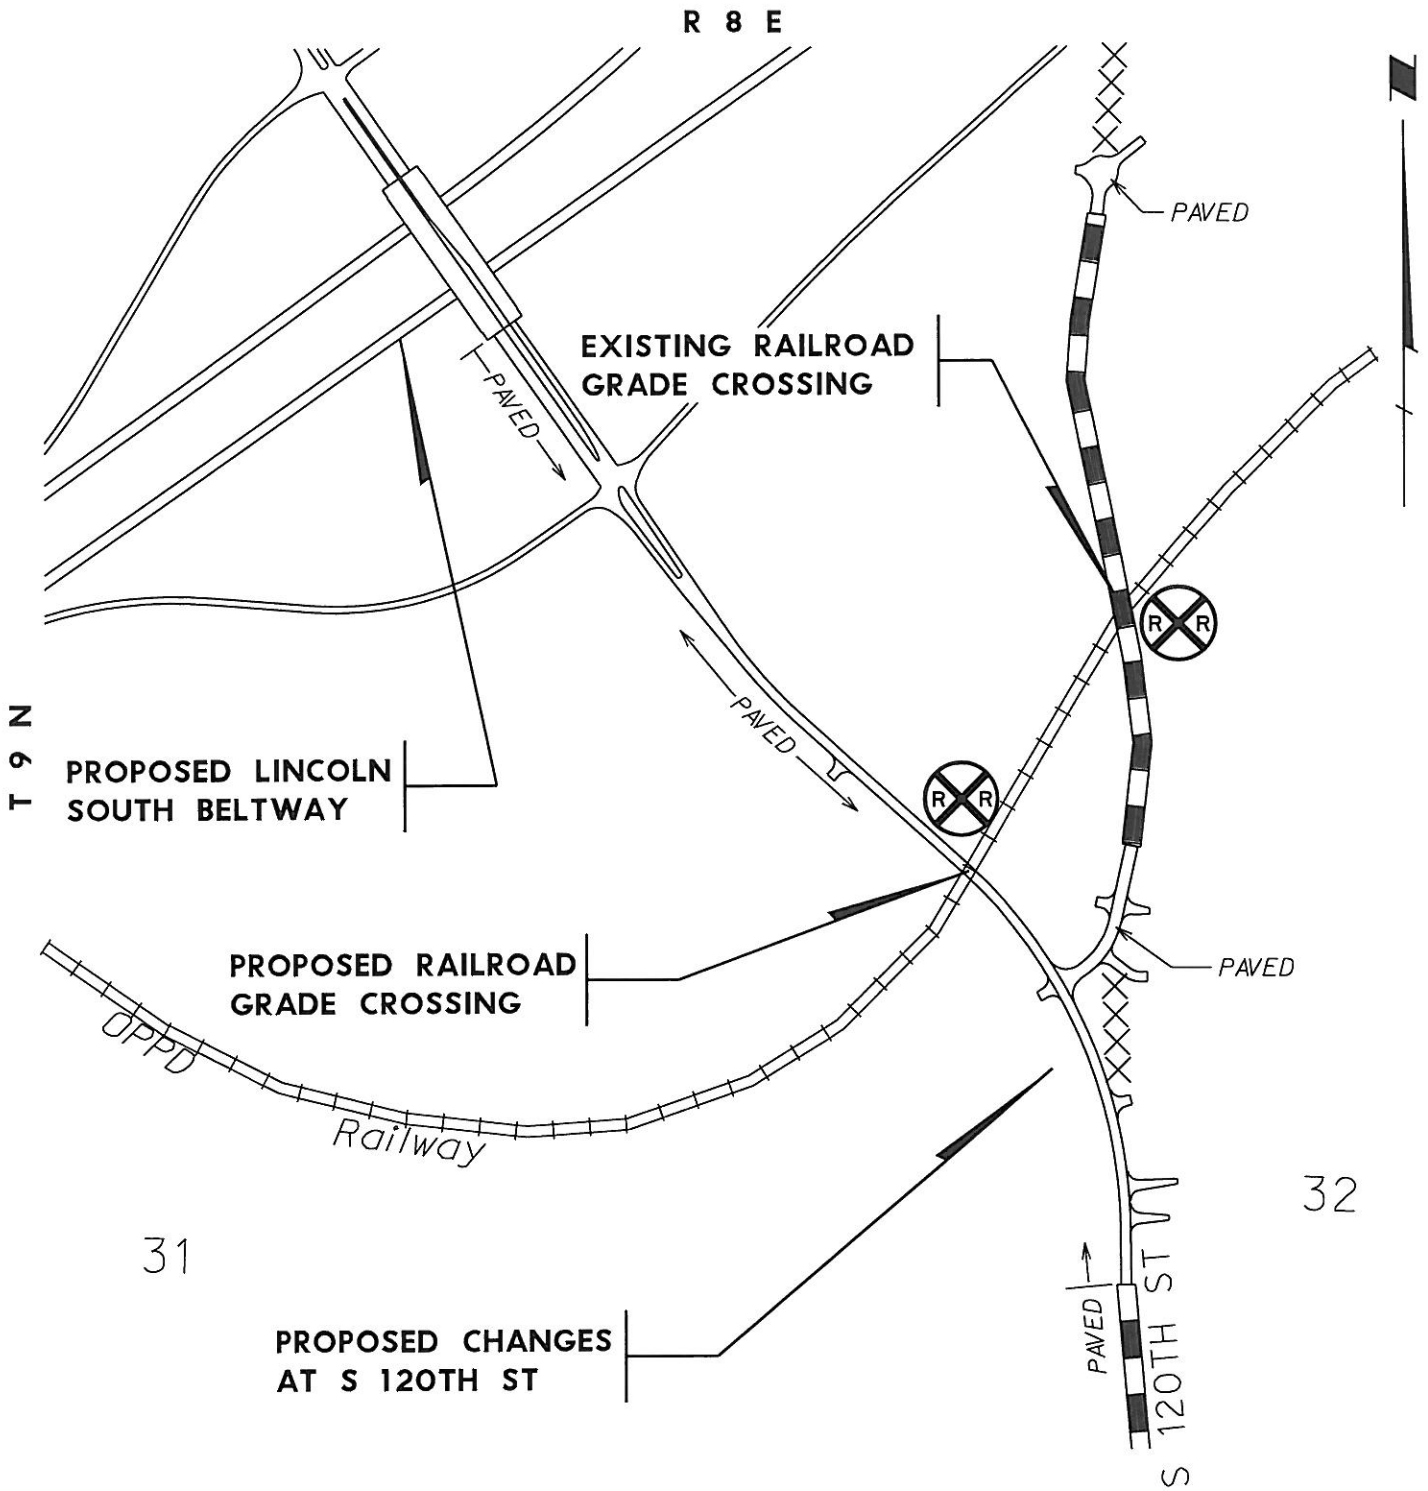 R 8 E
N
PAVED
EXISTING RAILROAD
GRADE CROSSING
PAVED
R R
T 9 N
PAVED
PROPOSED LINCOLN
SOUTH BELTWAY
R R
PROPOSED RAILROAD
GRADE CROSSING
PAVED
OPPD
Railway
32
31
PAVED
S 120TH ST
PROPOSED CHANGES
AT S 120TH ST